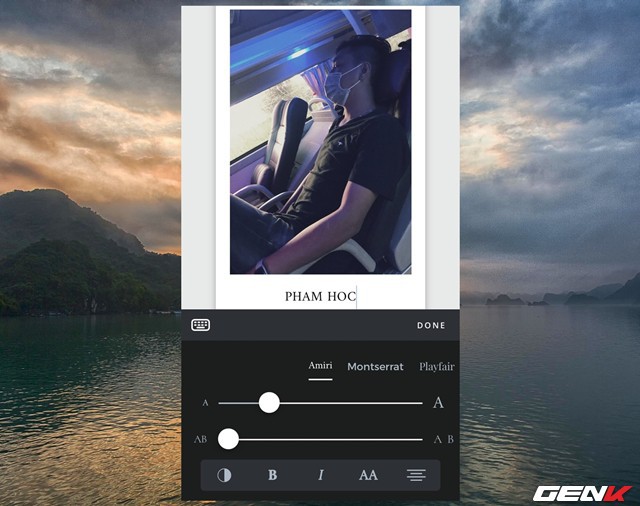 PHAM HOC
DONE
Amiri Montserrat Playfair
A A
AB A B
B I AA
GENK